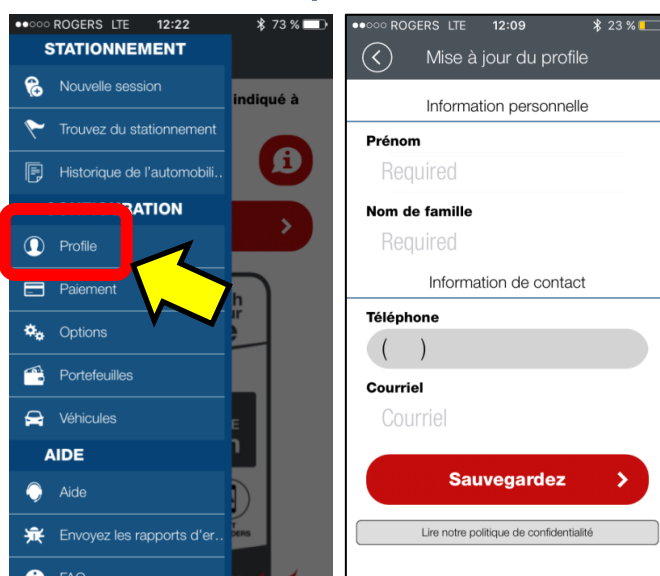 ROGERS LTE 12:22 73 %
STATIONNEMENT
Nouvelle session
indiqué à
Trouvez du stationnement
Historique de l'automobili..
RATION
Profile
Paiement
Options
Portefeuilles
Véhicules
AIDE
Aide
Envoyez les rapports d'er..
FAQ
ROGERS LTE 12:09 23 %
Mise à jour du profile
Information personnelle
Prénom
Required
Nom de famille
Required
Information de contact
Téléphone
( )
Courriel
Courriel
Sauvegardez
Lire notre politique de confidentialité